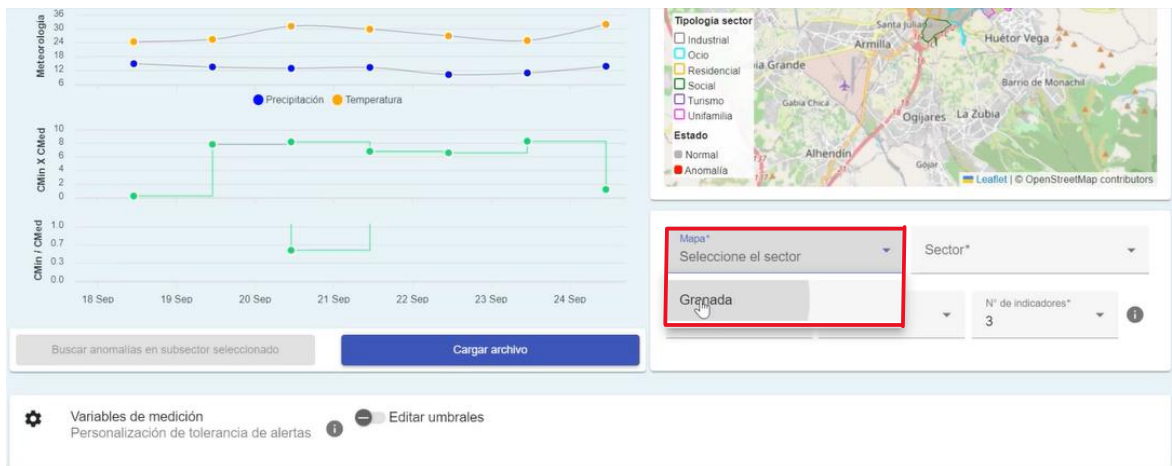 Meteorologia
36
30
24
18
12
6
Precipitación Temperatura
CMin X CMed
10
8
6
4
2
0
CMin / CMed
1.0
0.7
0.3
0.0
18 Sep 19 Sep 20 Sep 21 Sep 22 Sep 23 Sep 24 Sep
Buscar anomalías en subsector seleccionado
Cargar archivo
Tipología sector
Industrial
Ocio
Residencial
Social
Turismo
Unifamilia
Estado
Normal
Anomalía
Santa Juliana
Armilla
Huétor Vega
ia Grande
Barrio de Monachil
Gabia Chica
Ogíjares
La Zubia
Alhendín
Gójar
Leaflet | © OpenStreetMap contributors
Mapa*
Seleccione el sector
Sector*
Granada
N° de indicadores*
3
Variables de medición
Personalización de tolerancia de alertas
Editar umbrales